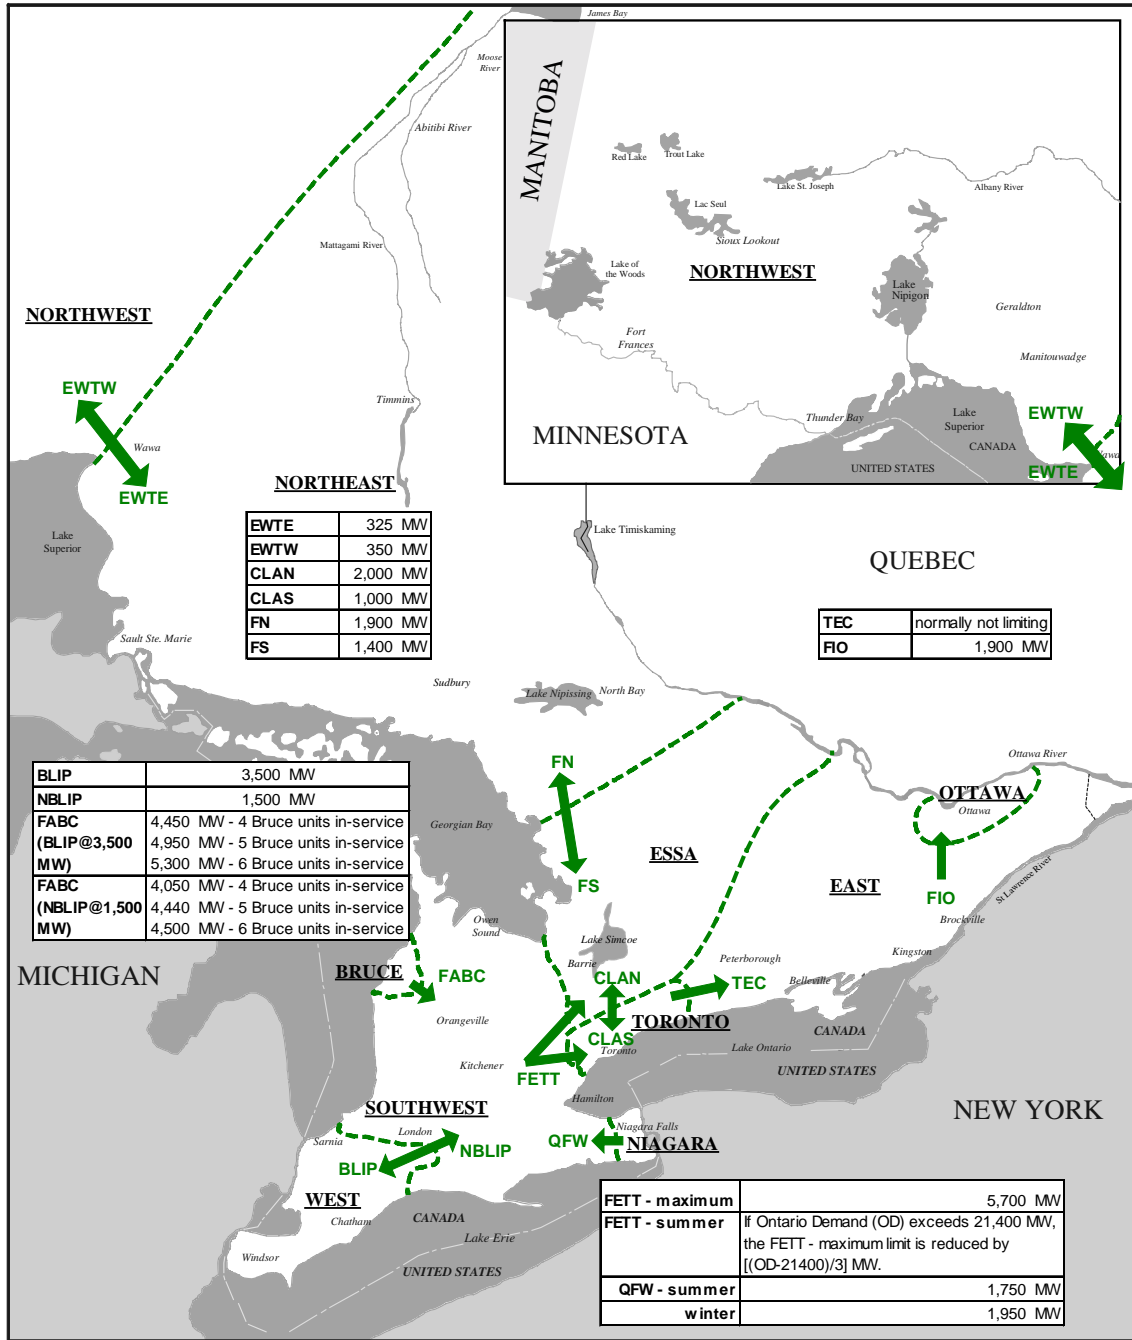 James Bay
Moose
River
Abitibi River
Mattagami River
MANITOBA
Red Lake
Trout Lake
Lake St. Joseph
Albany River
Lac Seul
Sioux Lookout
Lake of
the Woods
NORTHWEST
Lake
Nipigon
Geraldton
Fort
Frances
Manitouwadge
Thunder Bay
Lake
Superior
CANADA
UNITED STATES
MINNESOTA
EWTW
EWTE
NORTHWEST
EWTW
Wawa
EWTE
Timmins
NORTHEAST
EWTE 325 MW
EWTW 350 MW
CLAN 2,000 MW
CLAS 1,000 MW
FN 1,900 MW
FS 1,400 MW
Lake
Superior
Lake Timiskaming
QUEBEC
TEC normally not limiting
FIO 1,900 MW
Sault Ste. Marie
Sudbury
Lake Nipissing
North Bay
Ottawa River
BLIP 3,500 MW
NBLIP 1,500 MW
FABC 4,450 MW - 4 Bruce units in-service
(BLIP@3,500 4,950 MW - 5 Bruce units in-service
MW) 5,300 MW - 6 Bruce units in-service
FABC 4,050 MW - 4 Bruce units in-service
(NBLIP@1,500 4,440 MW - 5 Bruce units in-service
MW) 4,500 MW - 6 Bruce units in-service
FN
FS
Georgian Bay
ESSA
OTTAWA
Ottawa
EAST
FIO
St Lawrence River
Brockville
Kingston
Owen
Sound
Lake Simcoe
Barrie
Peterborough
Belleville
MICHIGAN
BRUCE
FABC
CLAN
TEC
Orangeville
TORONTO
CLAS
Toronto
CANADA
Lake Ontario
UNITED STATES
Kitchener
FETT
Hamilton
NEW YORK
SOUTHWEST
London
Sarnia
NBLIP
BLIP
Niagara Falls
QFW
NIAGARA
WEST
Chatham
CANADA
Lake Erie
Windsor
UNITED STATES
FETT - maximum 5,700 MW
FETT - summer If Ontario Demand (OD) exceeds 21,400 MW,
the FETT - maximum limit is reduced by
[(OD-21400)/3] MW.
QFW - summer 1,750 MW
winter 1,950 MW